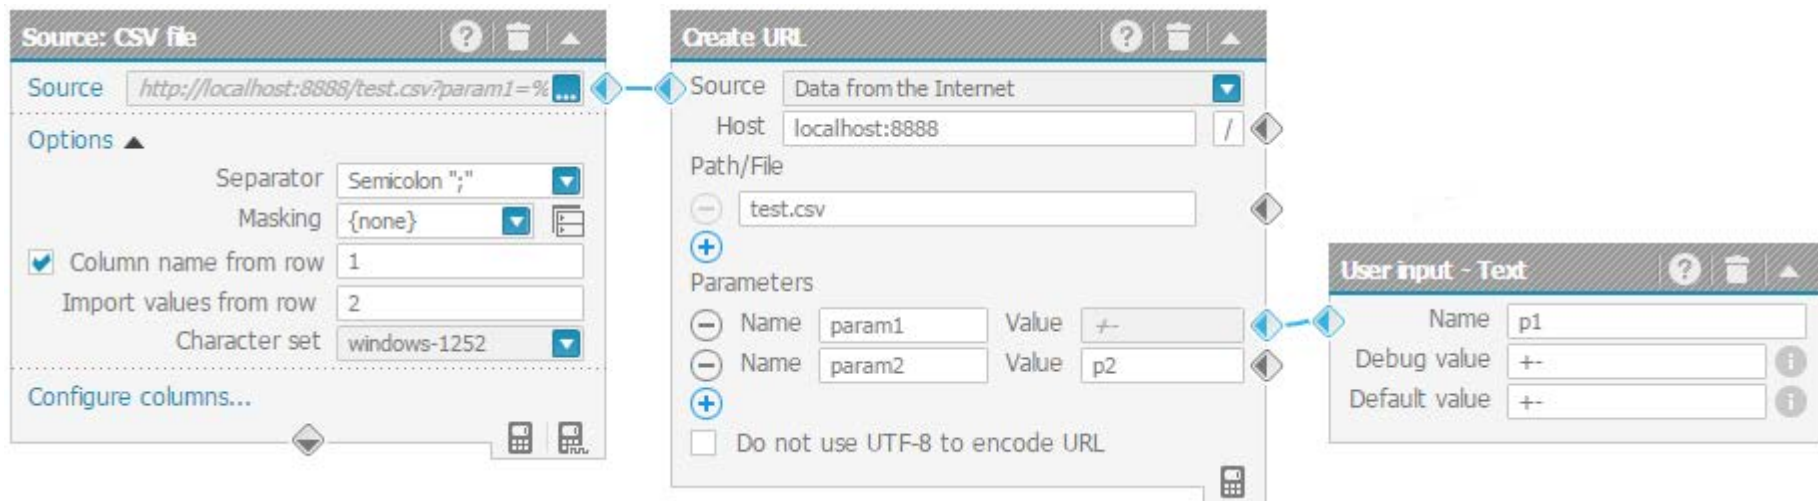 Source: CSV file
Source http://localhost:8888/test.csv?param1=% ...
Options
Separator Semicolon ";"
Masking {none}
Column name from row 1
Import values from row 2
Character set windows-1252
Configure columns...
Create URL
Source Data from the Internet
Host localhost:8888 /
Path/File
test.csv
Parameters
Name param1 Value +-
Name param2 Value p2
Do not use UTF-8 to encode URL
User input - Text
Name p1
Debug value +-
Default value +-